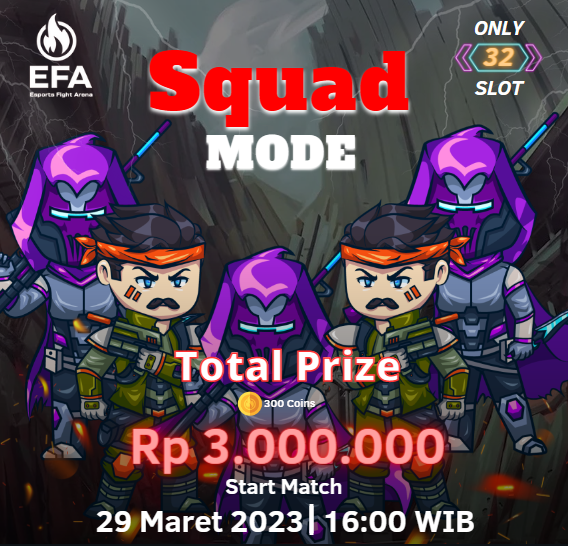 EFA
Esports Fight Arena
ONLY
32
SLOT
Squad
MODE
Total Prize
300 Coins
Rp 3.000.000
Start Match
29 Maret 2023| 16:00 WIB